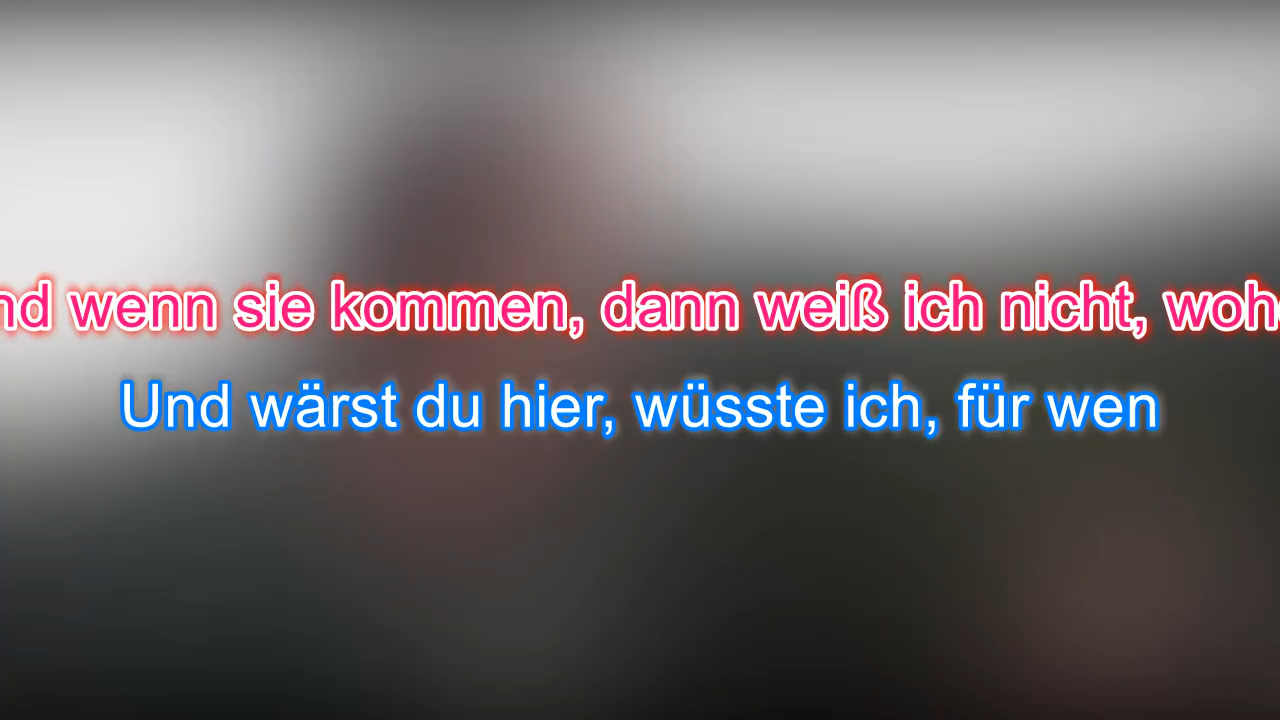 nd wenn sie kommen, dann weiß ich nicht, woh
Und wärst du hier, wüsste ich, für wen